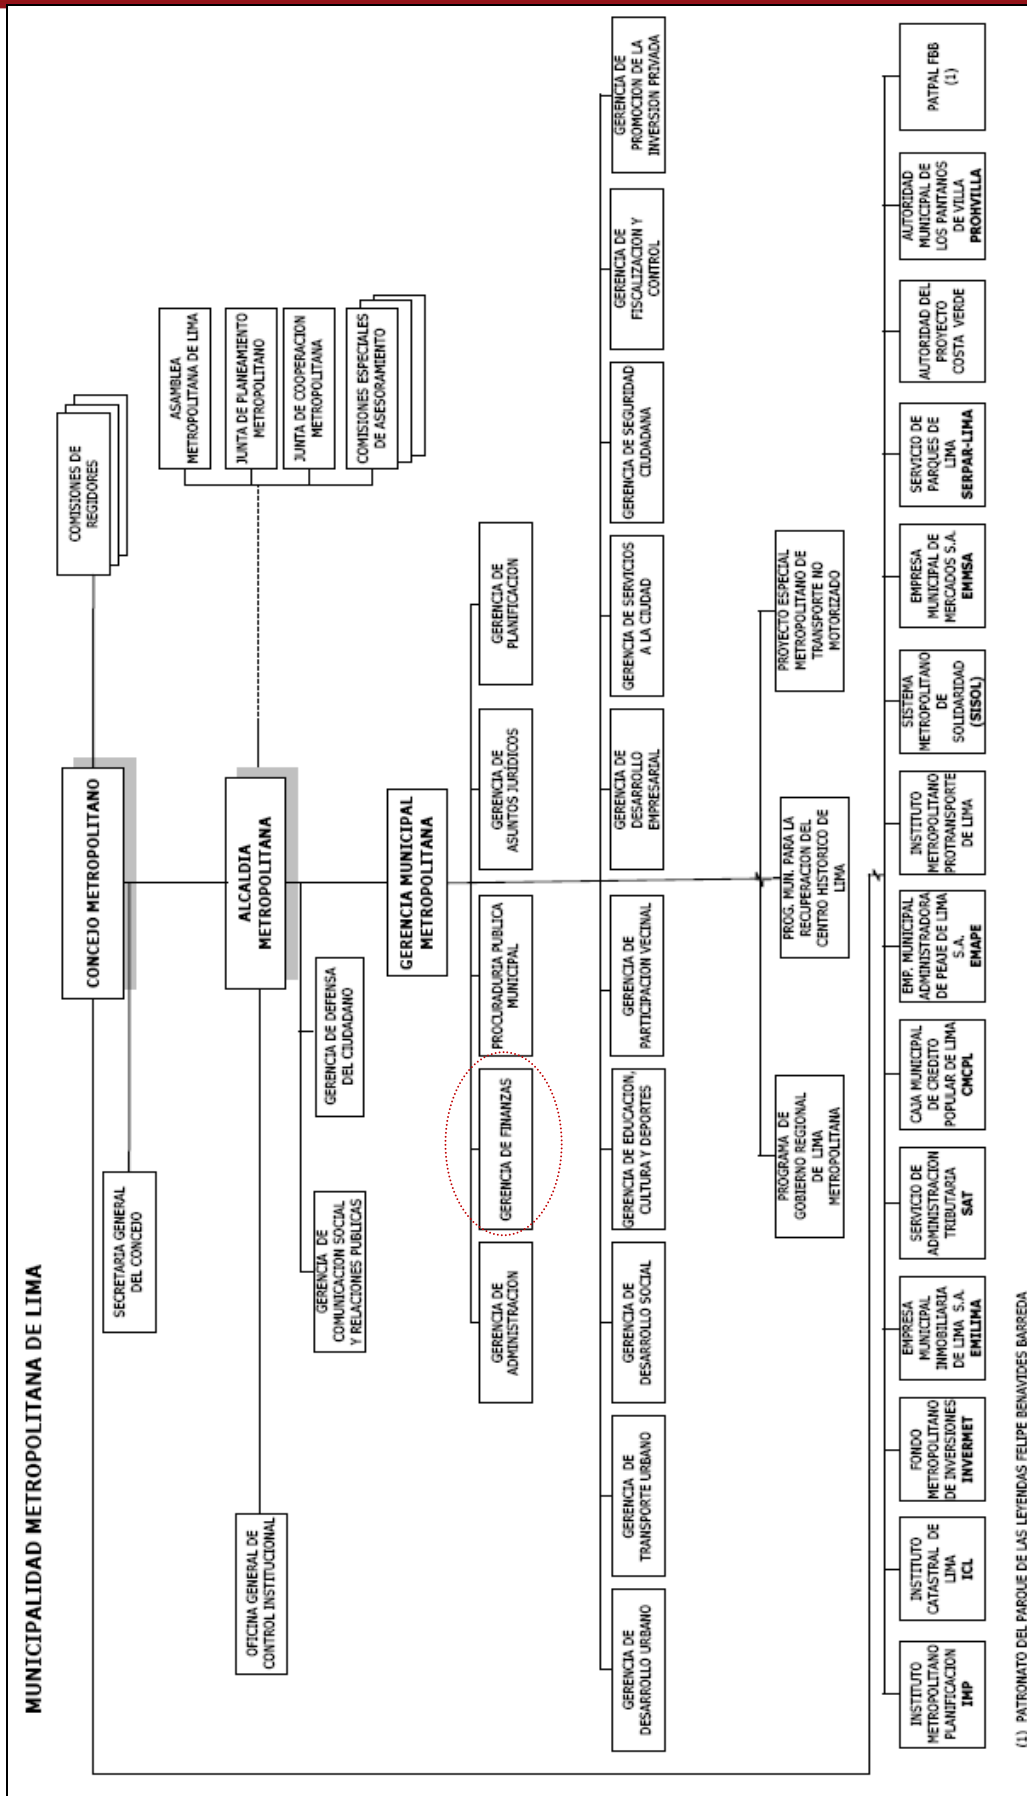 MUNICIPALIDAD METROPOLITANA DE LIMA
CONCEJO METROPOLITANO
COMISIONES DE
REGIDORES
SECRETARIA GENERAL
DEL CONCEJO
ALCALDIA
METROPOLITANA
ASAMBLEA
METROPOLITANA DE LIMA
JUNTA DE PLANEAMIENTO
METROPOLITANO
JUNTA DE COOPERACION
METROPOLITANA
COMISIONES ESPECIALES
DE ASESORAMIENTO
OFICINA GENERAL DE
CONTROL INSTITUCIONAL
GERENCIA DE
COMUNICACION SOCIAL
Y RELACIONES PUBLICAS
GERENCIA DE DEFENSA
DEL CIUDADANO
GERENCIA MUNICIPAL
METROPOLITANA
GERENCIA DE
ADMINISTRACION
GERENCIA DE FINANZAS
PROCURADURIA PUBLICA
MUNICIPAL
GERENCIA DE
ASUNTOS JURÍDICOS
GERENCIA DE
PLANIFICACION
GERENCIA DE
DESARROLLO URBANO
GERENCIA DE
TRANSPORTE URBANO
GERENCIA DE
DESARROLLO SOCIAL
GERENCIA DE EDUCACION,
CULTURA Y DEPORTES
GERENCIA DE
PARTICIPACION VECINAL
GERENCIA DE
DESARROLLO
EMPRESARIAL
GERENCIA DE SERVICIOS
A LA CIUDAD
GERENCIA DE SEGURIDAD
CIUDADANA
GERENCIA DE
FISCALIZACION Y
CONTROL
GERENCIA DE
PROMOCION DE LA
INVERSION PRIVADA
PROGRAMA DE
GOBIERNO REGIONAL
DE LIMA
METROPOLITANA
PROG. MUN. PARA LA
RECUPERACION DEL
CENTRO HISTORICO DE
LIMA
PROYECTO ESPECIAL
METROPOLITANO DE
TRANSPORTE NO
MOTORIZADO
INSTITUTO
METROPOLITANO
PLANIFICACION
IMP
INSTITUTO
CATASTRAL DE
LIMA
ICL
FONDO
METROPOLITANO
DE INVERSIONES
INVERMET
EMPRESA
MUNICIPAL
INMOBILIARIA
DE LIMA S.A.
EMILIMA
SERVICIO DE
ADMINISTRACION
TRIBUTARIA
SAT
CAJA MUNICIPAL
DE CREDITO
POPULAR DE LIMA
CMCPL
EMP. MUNICIPAL
ADMINISTRADORA
DE PEAJE DE LIMA
S.A.
EMAPE
INSTITUTO
METROPOLITANO
PROTRANSPORTE
DE LIMA
SISTEMA
METROPOLITANO
DE
SOLIDARIDAD
(SISOL)
EMPRESA
MUNICIPAL DE
MERCADOS S.A.
EMMSA
SERVICIO DE
PARQUES DE
LIMA
SERPAR-LIMA
AUTORIDAD DEL
PROYECTO
COSTA VERDE
AUTORIDAD
MUNICIPAL DE
LOS PANTANOS
DE VILLA
PROHVILLA
PATPAL FBB
(1)
(1) PATRONATO DEL PARQUE DE LAS LEYENDAS FELIPE BENAVIDES BARREDA